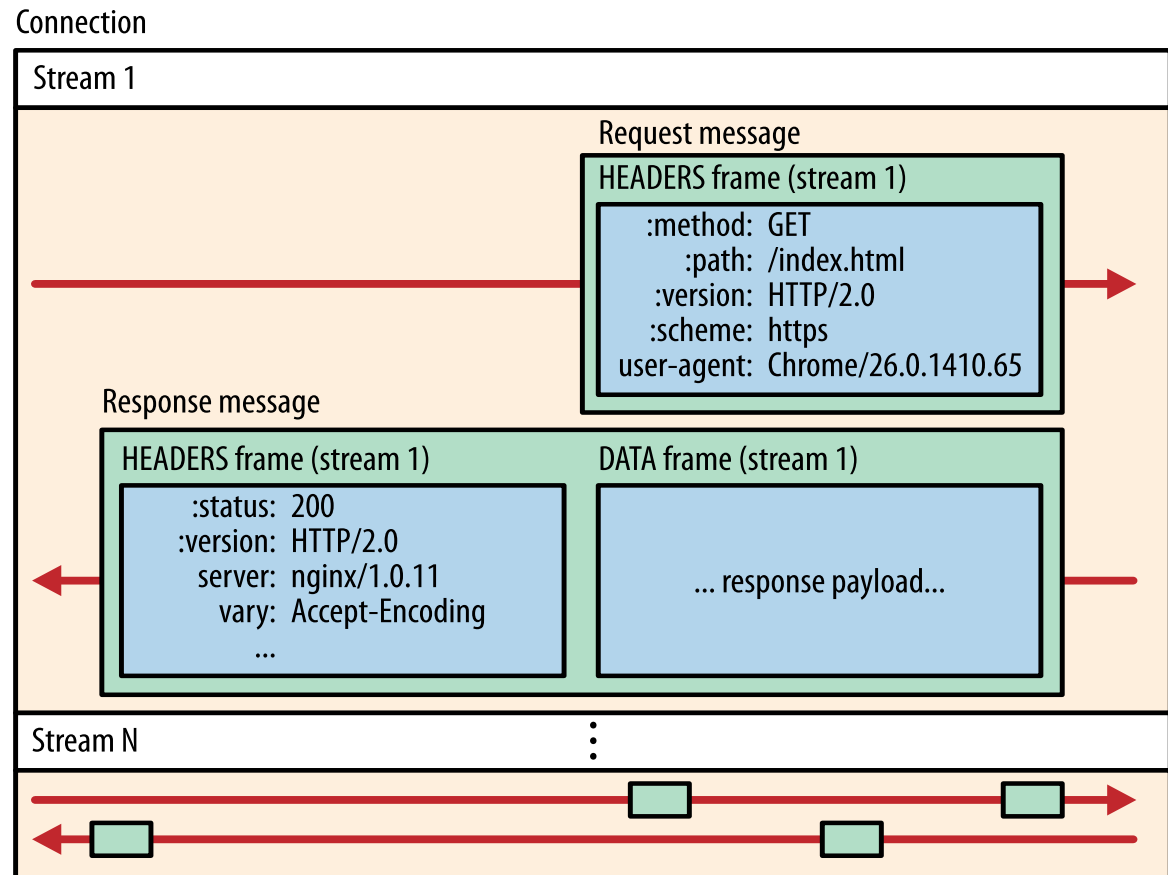 Connection
Stream 1
Request message
HEADERS frame (stream 1)
:method: GET
:path: /index.html
:version: HTTP/2.0
:scheme: https
user-agent: Chrome/26.0.1410.65
Response message
HEADERS frame (stream 1)
:status: 200
:version: HTTP/2.0
server: nginx/1.0.11
vary: Accept-Encoding
...
DATA frame (stream 1)
... response payload...
Stream N